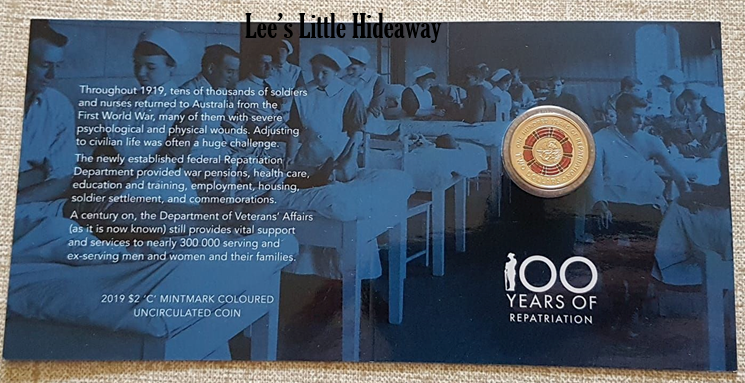 Lee's Little Hideaway
Throughout 1919, tens of thousands of soldiers
and nurses returned to Australia from the
First World War, many of them with severe
psychological and physical wounds. Adjusting
to civilian life was often a huge challenge.
The newly established federal Repatriation
Department provided war pensions, health care,
education and training, employment, housing,
soldier settlement, and commemorations.
A century on, the Department of Veterans' Affairs
(as it is now known) still provides vital support
and services to nearly 300 000 serving and
ex-serving men and women and their families.
2019 $2 'C' MINTMARK COLOURED
UNCIRCULATED COIN
100
YEARS OF
REPATRIATION